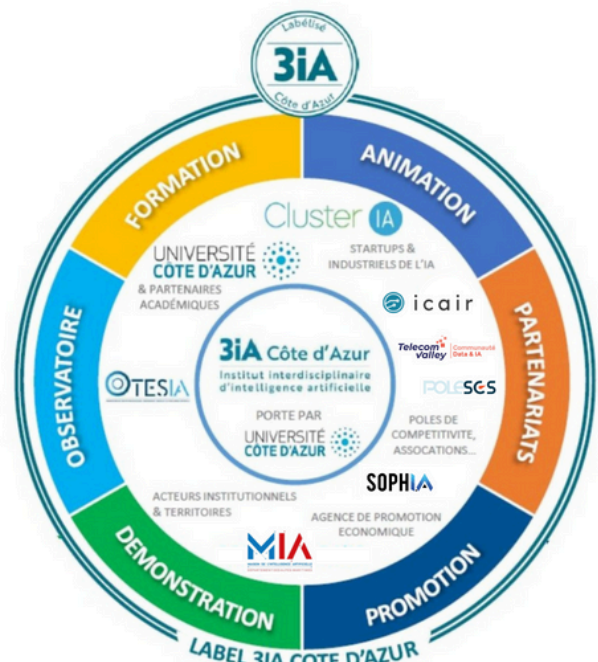 Labélisé
3iA
Côte d'Azur
FORMATION
ANIMATION
Cluster IA
STARTUPS &
INDUSTRIELS DE L'IA
UNIVERSITÉ
CÔTE D'AZUR
& PARTENAIRES
ACADÉMIQUES
icair
OBSERVATOIRE
PARTENARIATS
3iA Côte d'Azur
Institut interdisciplinaire
d'intelligence artificielle
Telecom Valley
Communauté
Data & IA
OTESIA
POLE SCS
PORTE PAR
UNIVERSITÉ
CÔTE D'AZUR
POLES DE
COMPETITIVITE,
ASSOCATIONS...
SOPHIA
ACTEURS INSTITUTIONNELS
& TERRITOIRES
AGENCE DE PROMOTION
ECONOMIQUE
MIA
DEMONSTRATION
PROMOTION
LABEL 3IA COTE D'AZUR